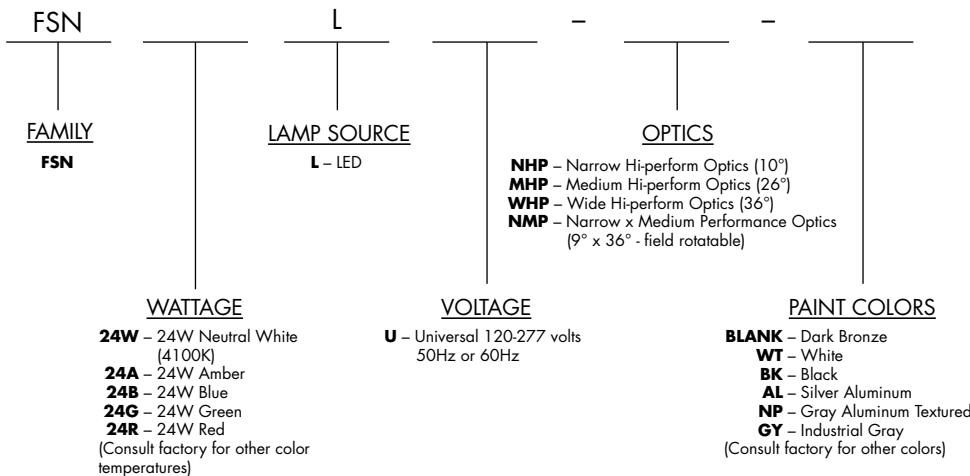 FSN L – –
FAMILY
FSN
LAMP SOURCE
L – LED
OPTICS
NHP – Narrow Hi-perform Optics (10°)
MHP – Medium Hi-perform Optics (26°)
WHP – Wide Hi-perform Optics (36°)
NMP – Narrow x Medium Performance Optics
(9° x 36° - field rotatable)
WATTAGE
24W – 24W Neutral White
(4100K)
24A – 24W Amber
24B – 24W Blue
24G – 24W Green
24R – 24W Red
(Consult factory for other color
temperatures)
VOLTAGE
U – Universal 120-277 volts
50Hz or 60Hz
PAINT COLORS
BLANK – Dark Bronze
WT – White
BK – Black
AL – Silver Aluminum
NP – Gray Aluminum Textured
GY – Industrial Gray
(Consult factory for other colors)